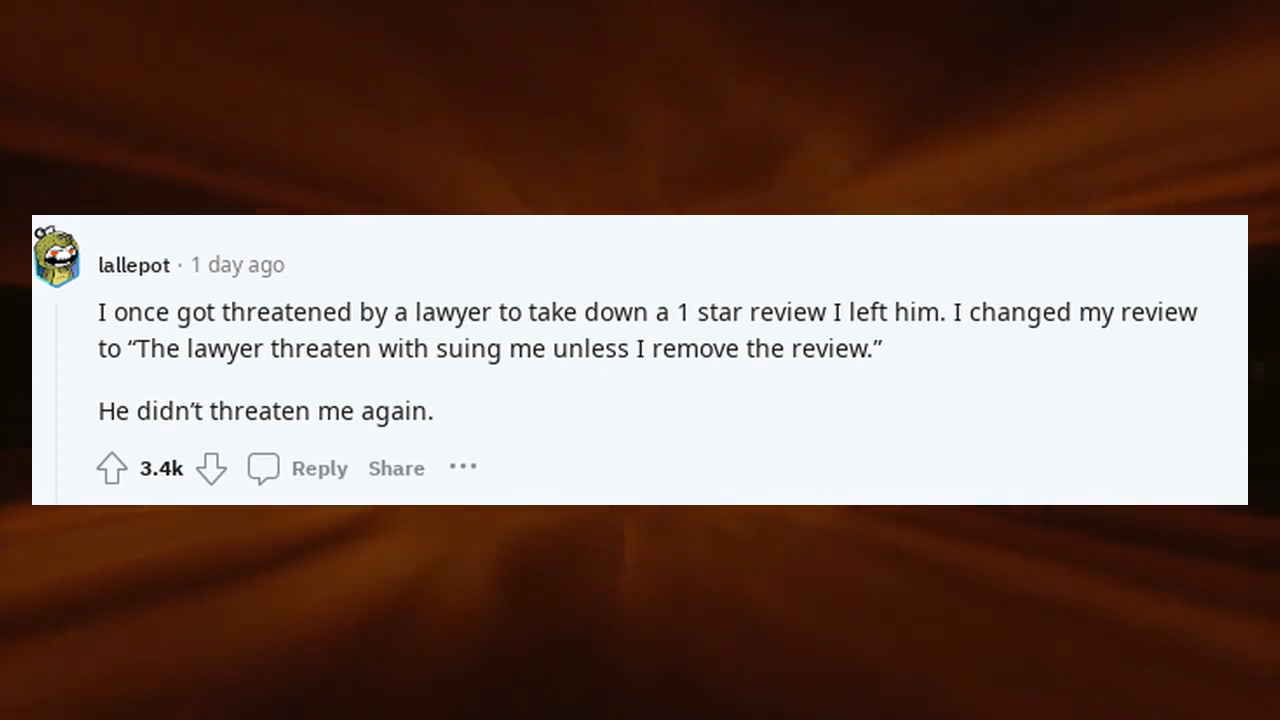 lallepot · 1 day ago
I once got threatened by a lawyer to take down a 1 star review I left him. I changed my review
to “The lawyer threaten with suing me unless I remove the review.”
He didn’t threaten me again.
3.4k Reply Share ···